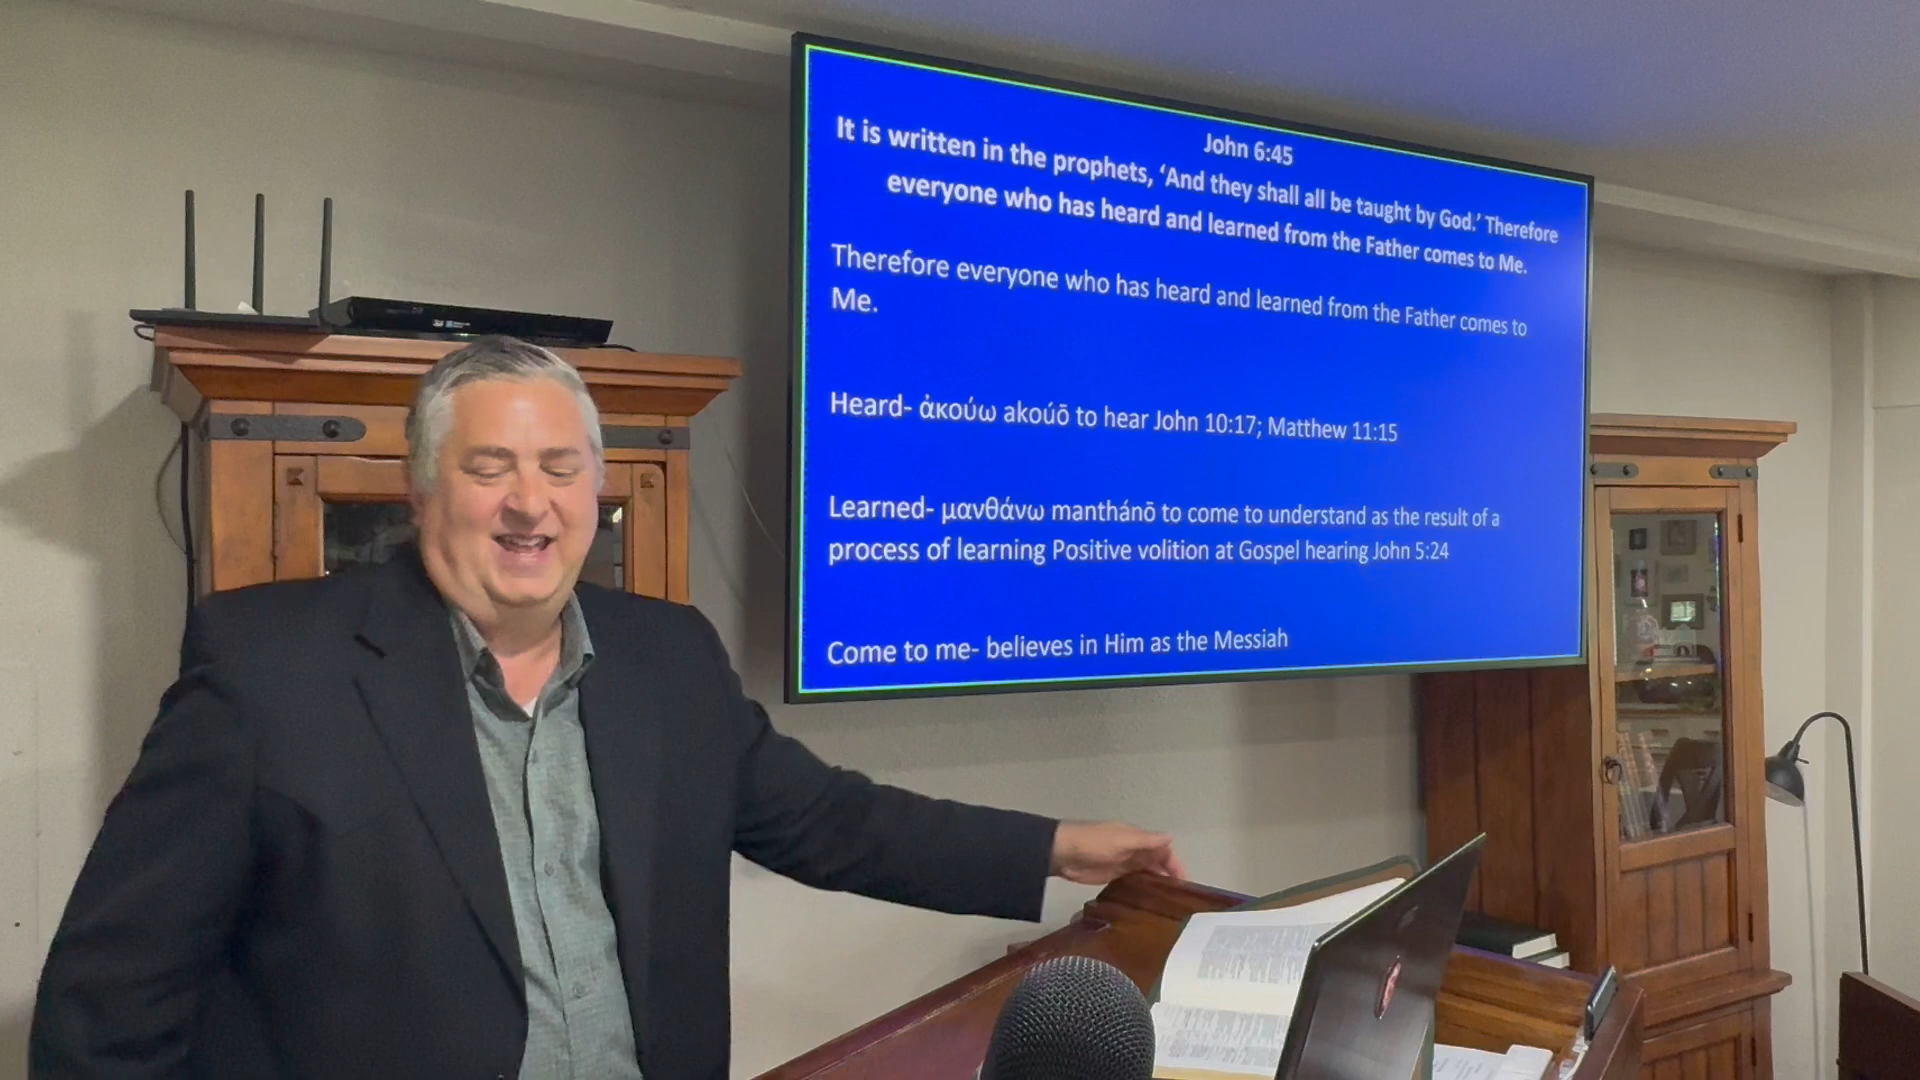 John 6:45
It is written in the prophets, ‘And they shall all be taught by God.’ Therefore
everyone who has heard and learned from the Father comes to Me.
Therefore everyone who has heard and learned from the Father comes to
Me.
Heard- ἀκούω akoúō to hear John 10:17; Matthew 11:15
Learned- μανθάνω manthánō to come to understand as the result of a
process of learning Positive volition at Gospel hearing John 5:24
Come to me- believes in Him as the Messiah